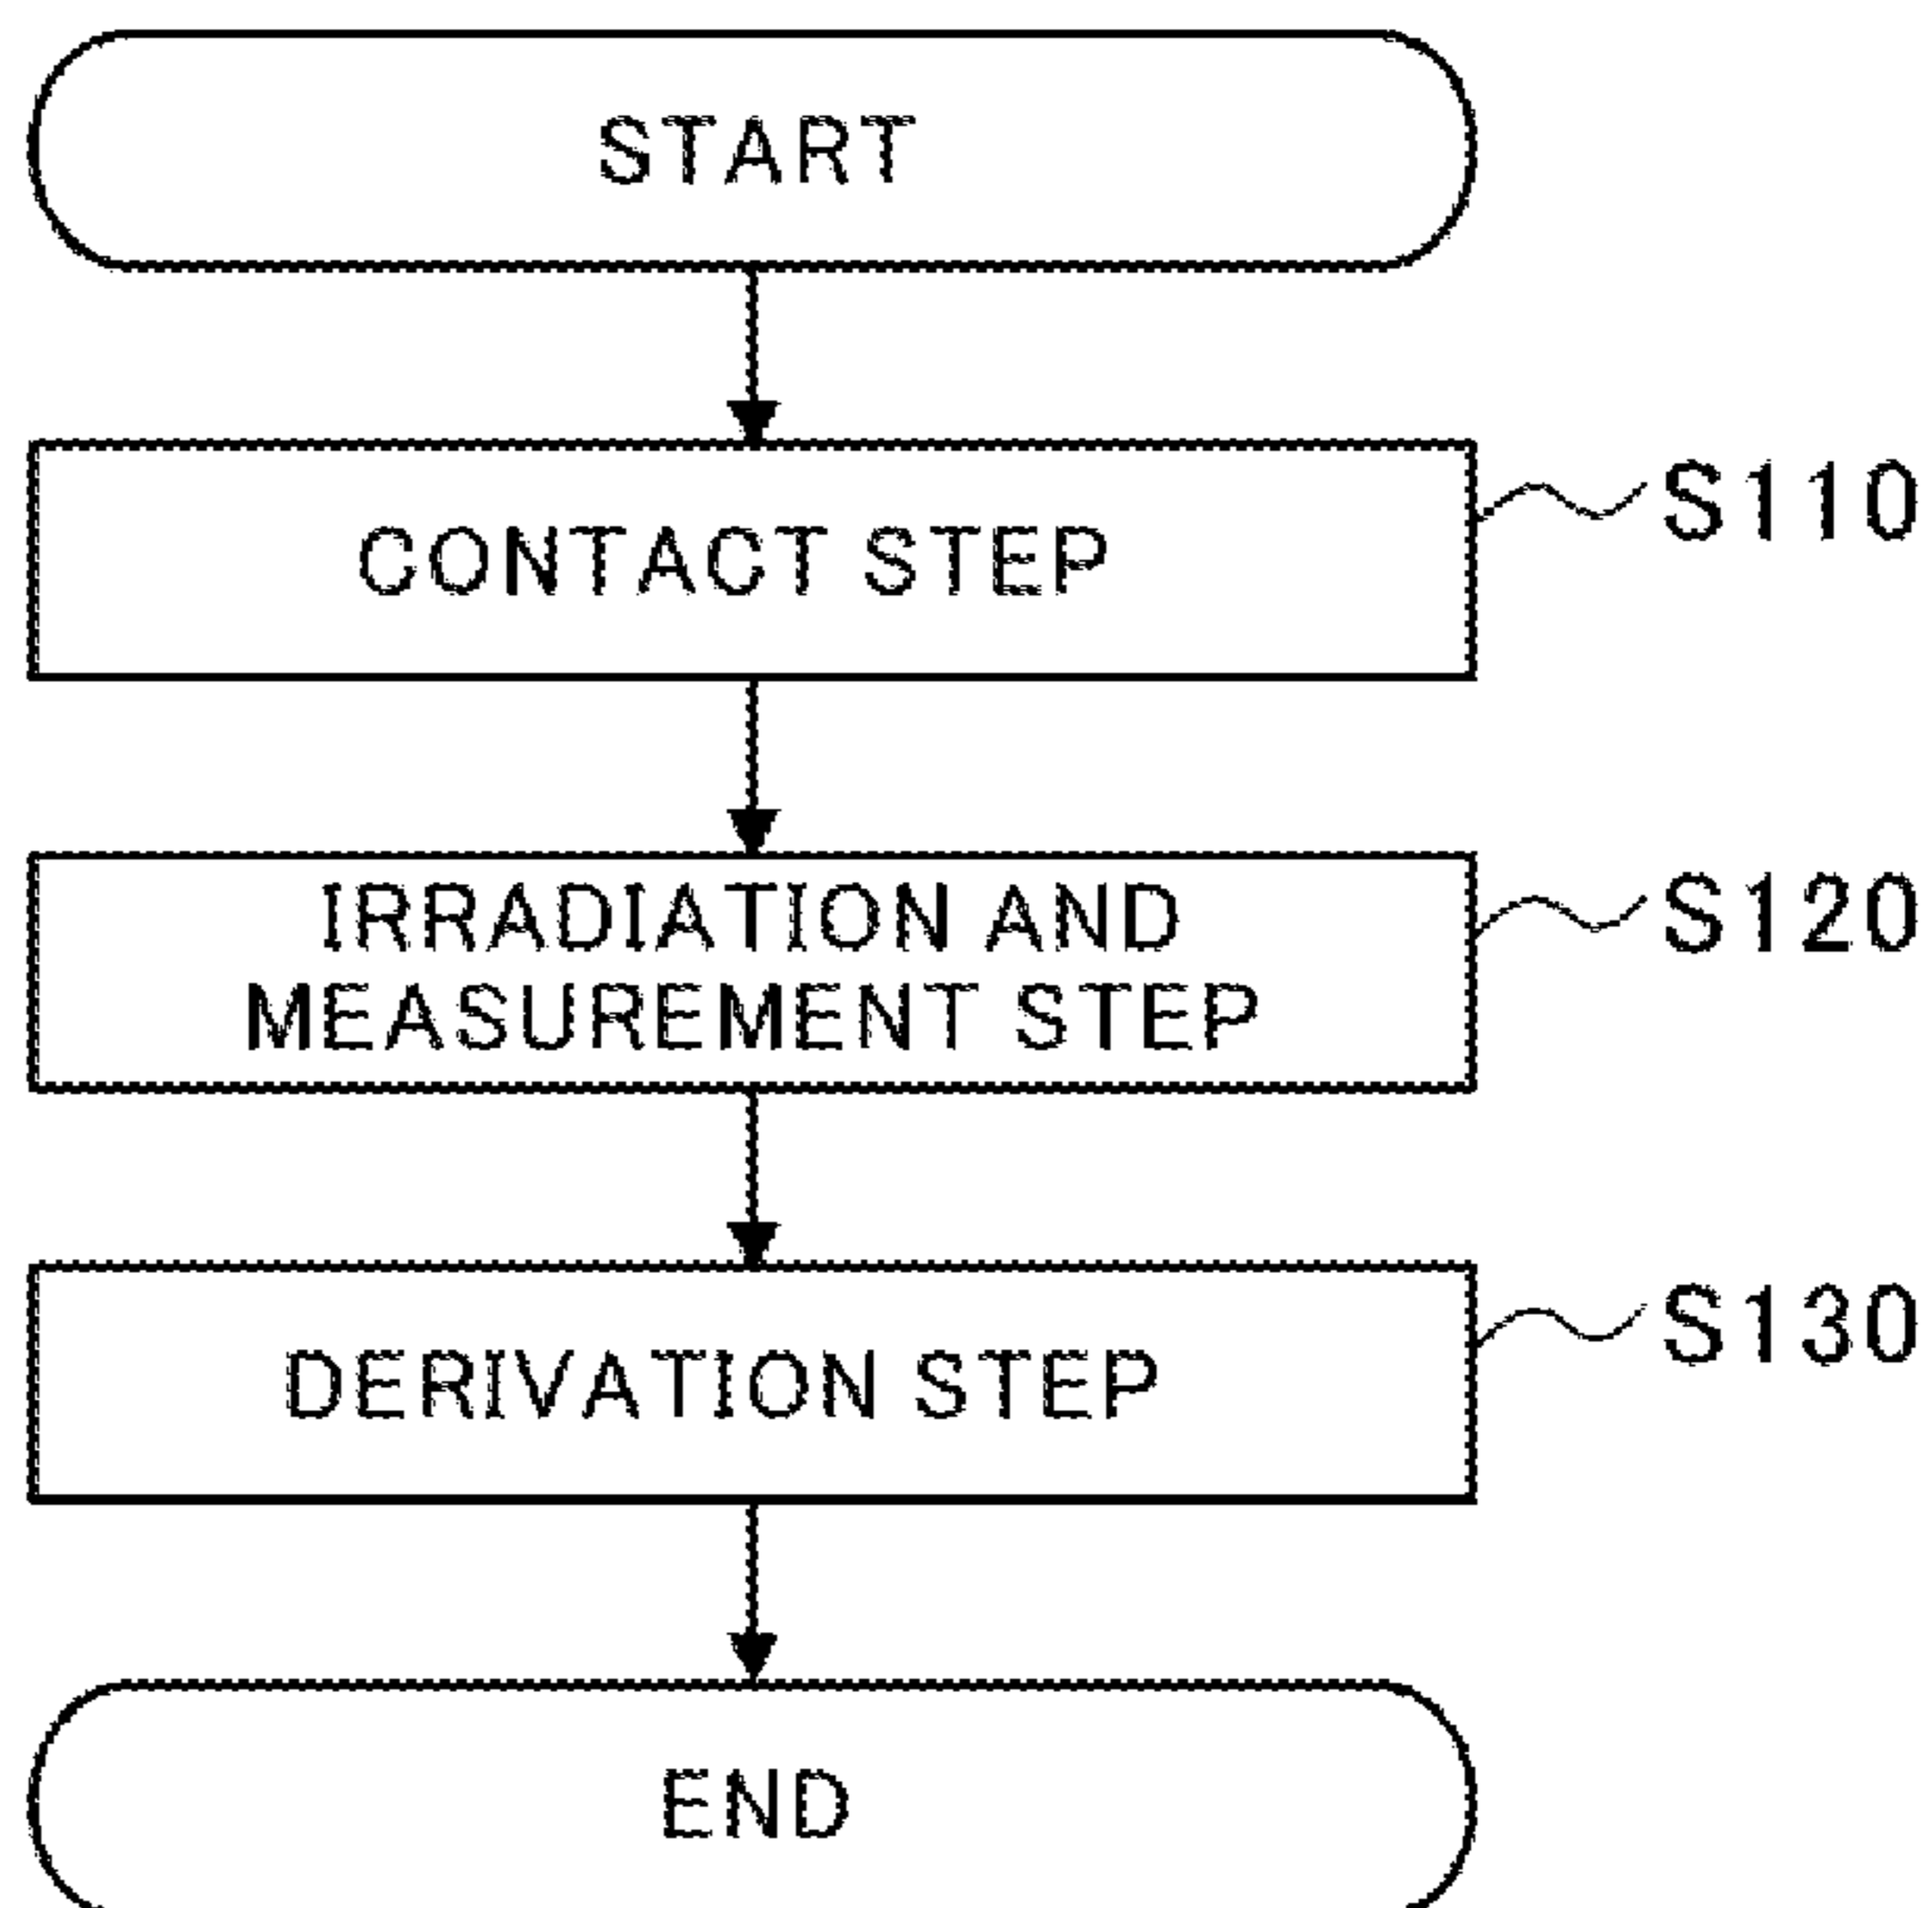 START
CONTACT STEP
S110
IRRADIATION AND
MEASUREMENT STEP
S120
DERIVATION STEP
S130
END